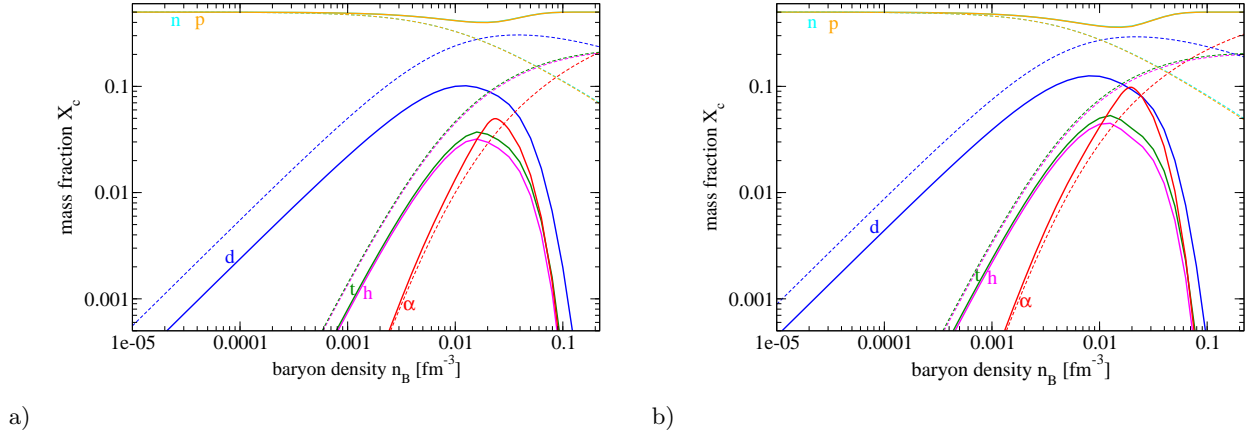 n p
0.1
0.01
0.001
mass fraction X_c
d
t h
α
1e-05 0.0001 0.001 0.01 0.1
baryon density n_B [fm^-3]
a)
n p
0.1
0.01
0.001
mass fraction X_c
d
t h
α
1e-05 0.0001 0.001 0.01 0.1
baryon density n_B [fm^-3]
b)